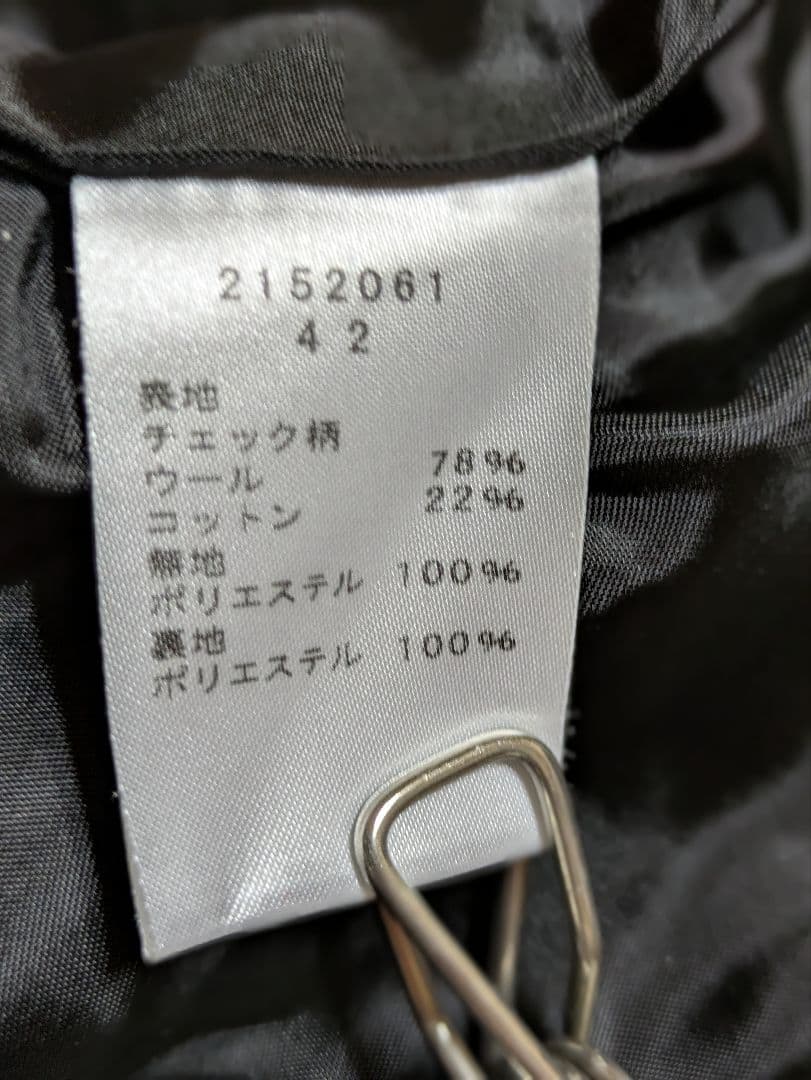 2152061
42
表地
チェック柄
ウール 78%
コットン 22%
無地
ポリエステル 100%
裏地
ポリエステル 100%